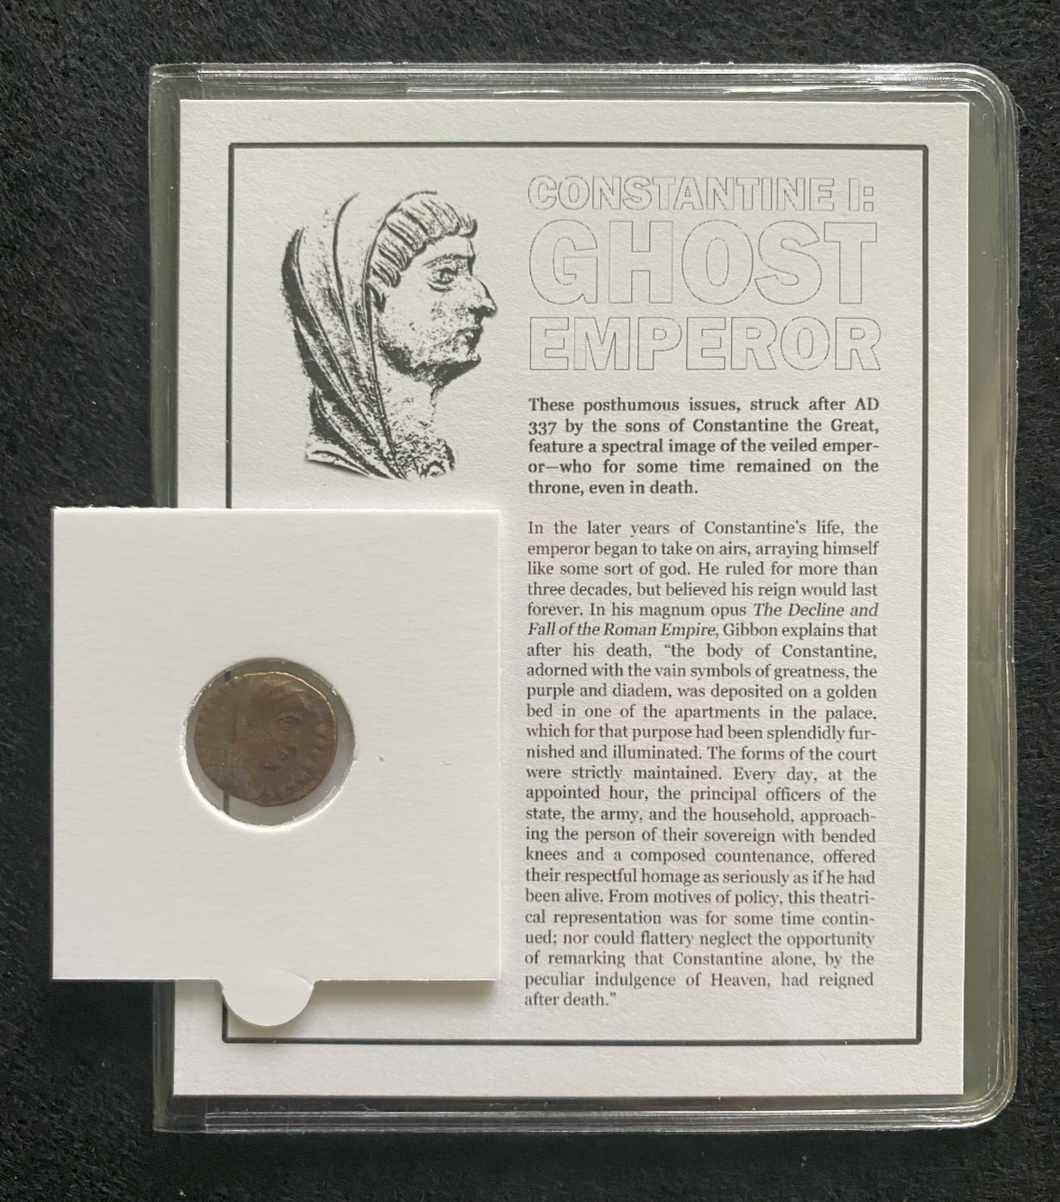 CONSTANTINE I:
GHOST
EMPEROR
These posthumous issues, struck after AD
337 by the sons of Constantine the Great,
feature a spectral image of the veiled emper-
or—who for some time remained on the
throne, even in death.
In the later years of Constantine's life, the
emperor began to take on airs, arraying himself
like some sort of god. He ruled for more than
three decades, but believed his reign would last
forever. In his magnum opus The Decline and
Fall of the Roman Empire, Gibbon explains that
after his death, “the body of Constantine,
adorned with the vain symbols of greatness, the
purple and diadem, was deposited on a golden
bed in one of the apartments in the palace,
which for that purpose had been splendidly fur-
nished and illuminated. The forms of the court
were strictly maintained. Every day, at the
appointed hour, the principal officers of the
state, the army, and the household, approach-
ing the person of their sovereign with bended
knees and a composed countenance, offered
their respectful homage as seriously as if he had
been alive. From motives of policy, this theatri-
cal representation was for some time contin-
ued; nor could flattery neglect the opportunity
of remarking that Constantine alone, by the
peculiar indulgence of Heaven, had reigned
after death.”